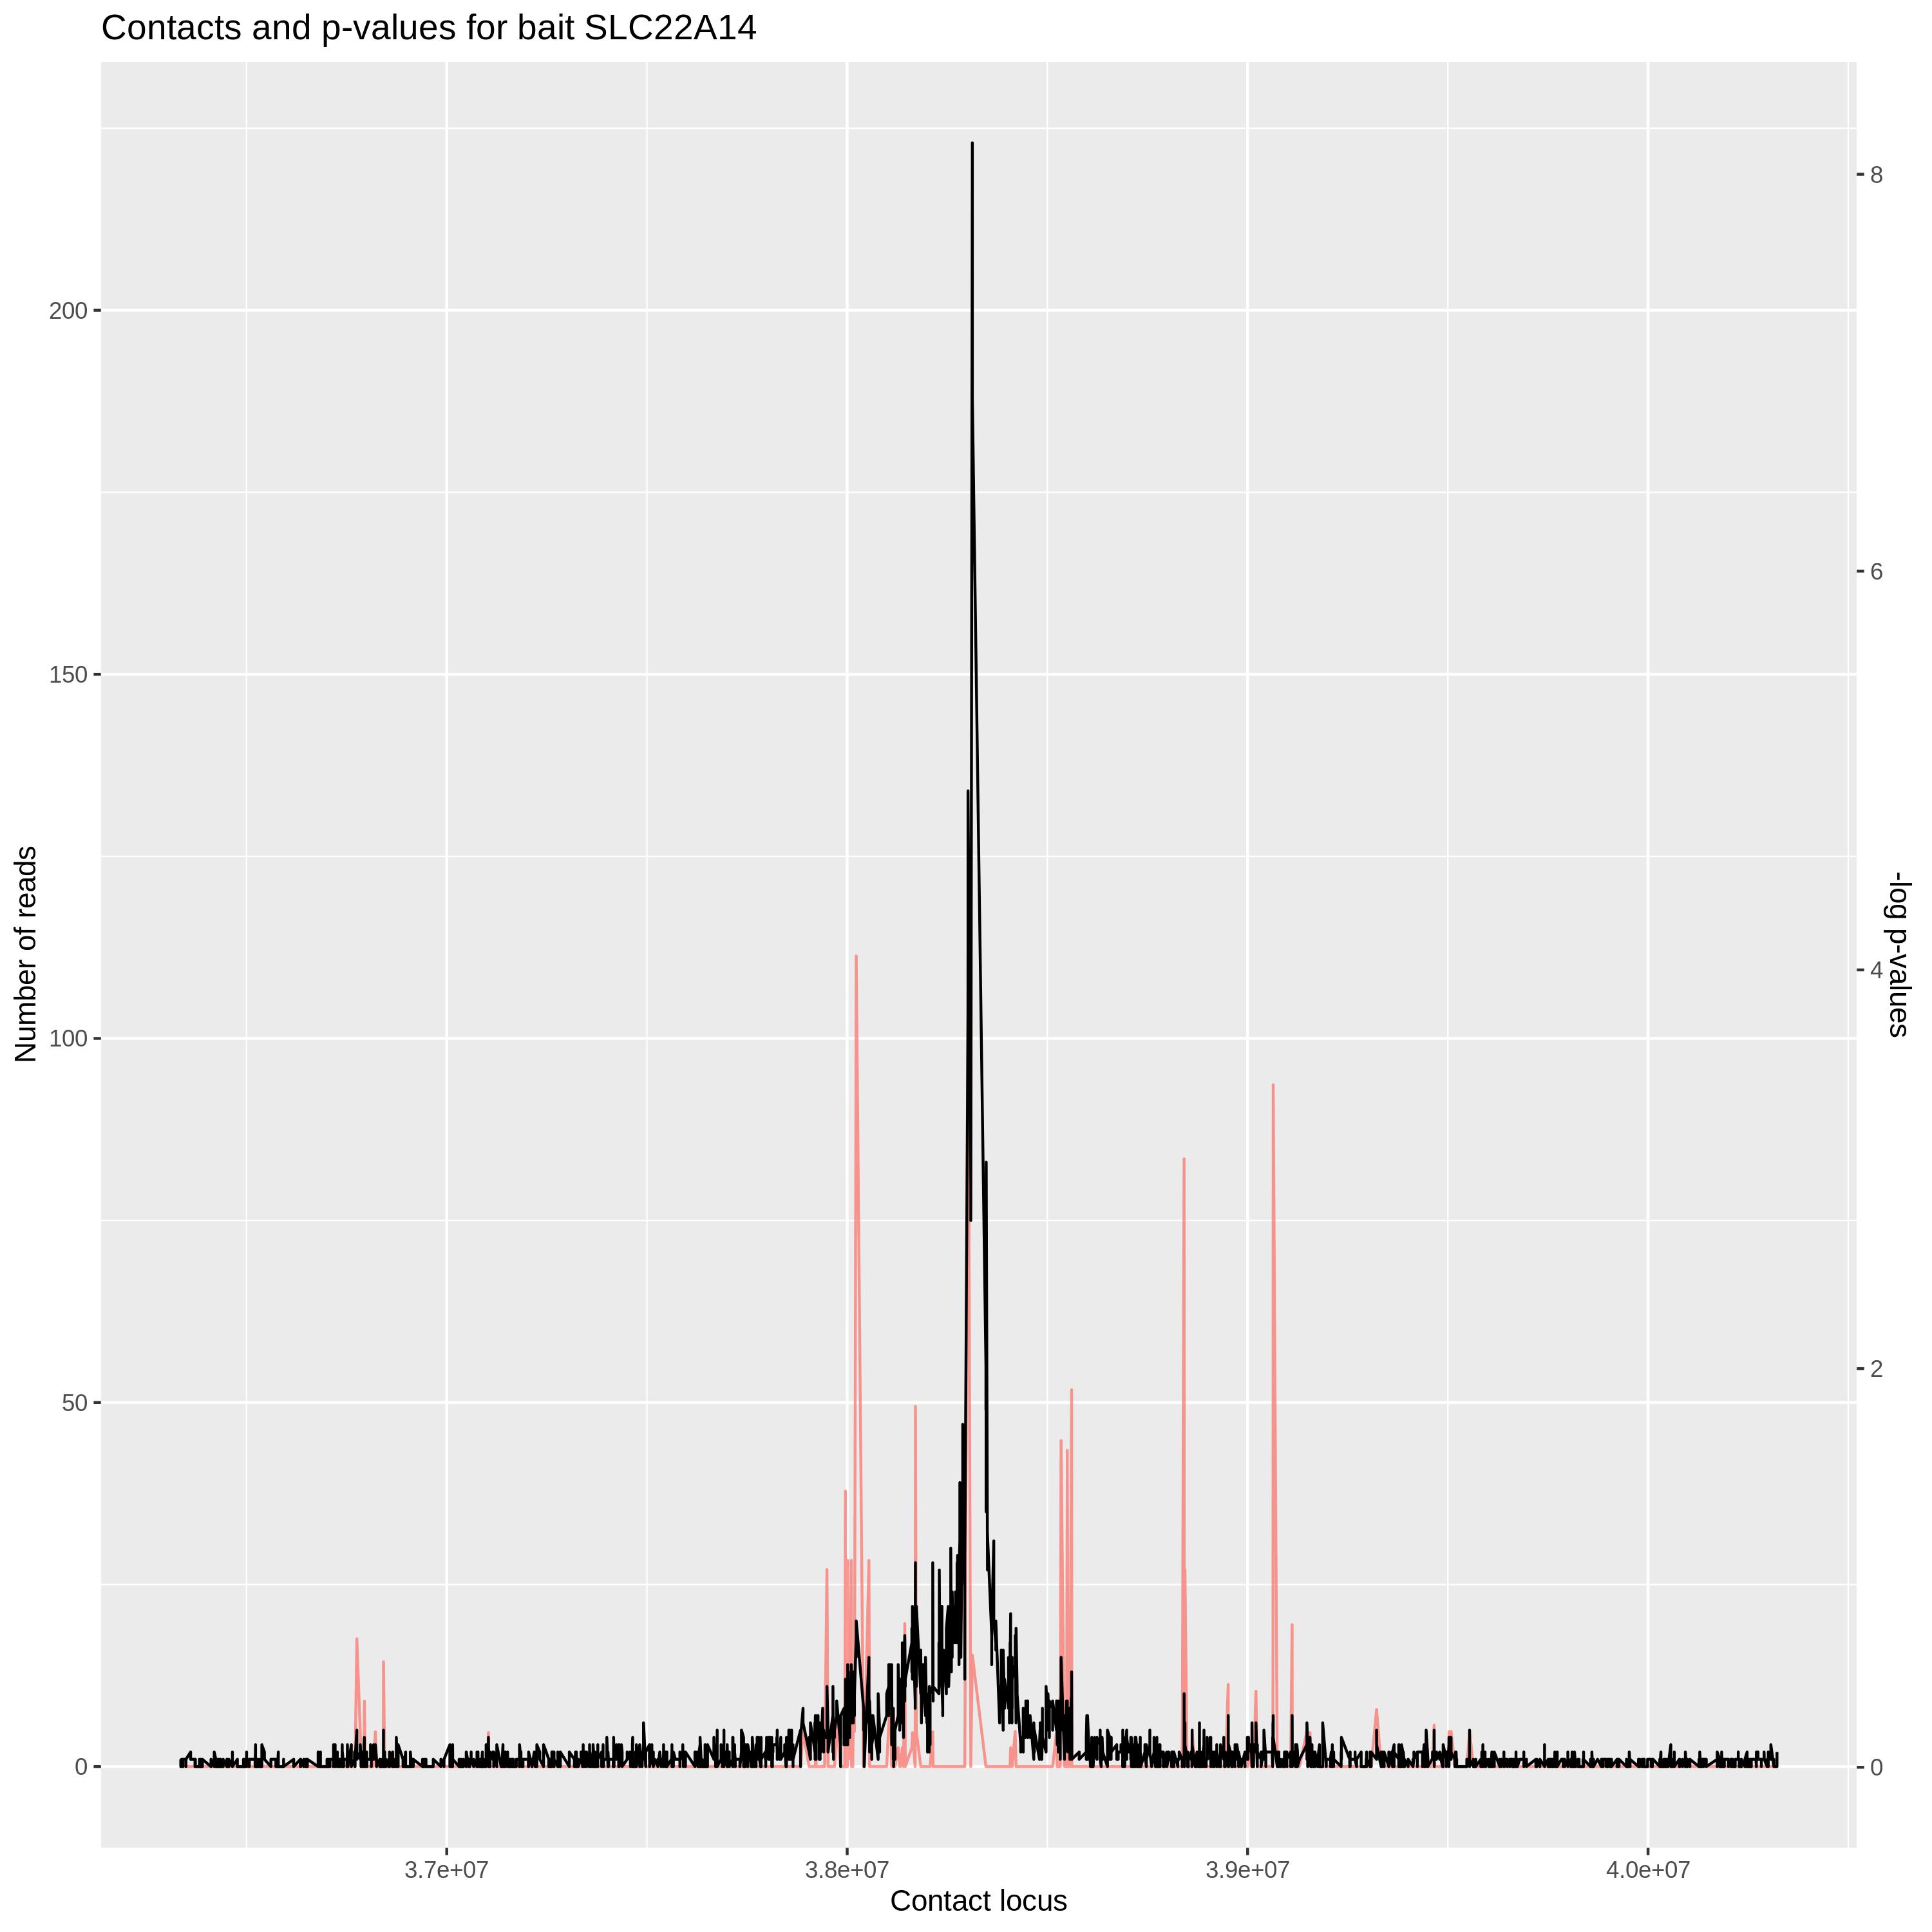 Contacts and p-values for bait SLC22A14
Number of reads
200
150
100
50
0
8
6
4
2
0
-log p-values
3.7e+07
3.8e+07
3.9e+07
4.0e+07
Contact locus